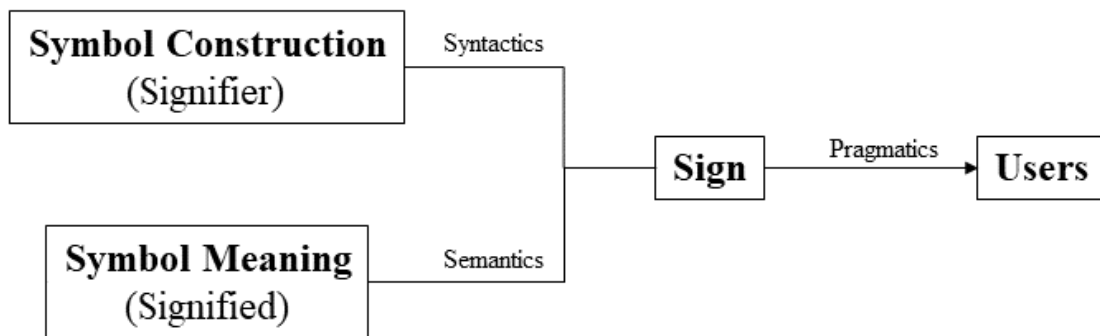 Symbol Construction
(Signifier)
Syntactics
Sign
Pragmatics
Users
Symbol Meaning
(Signified)
Semantics